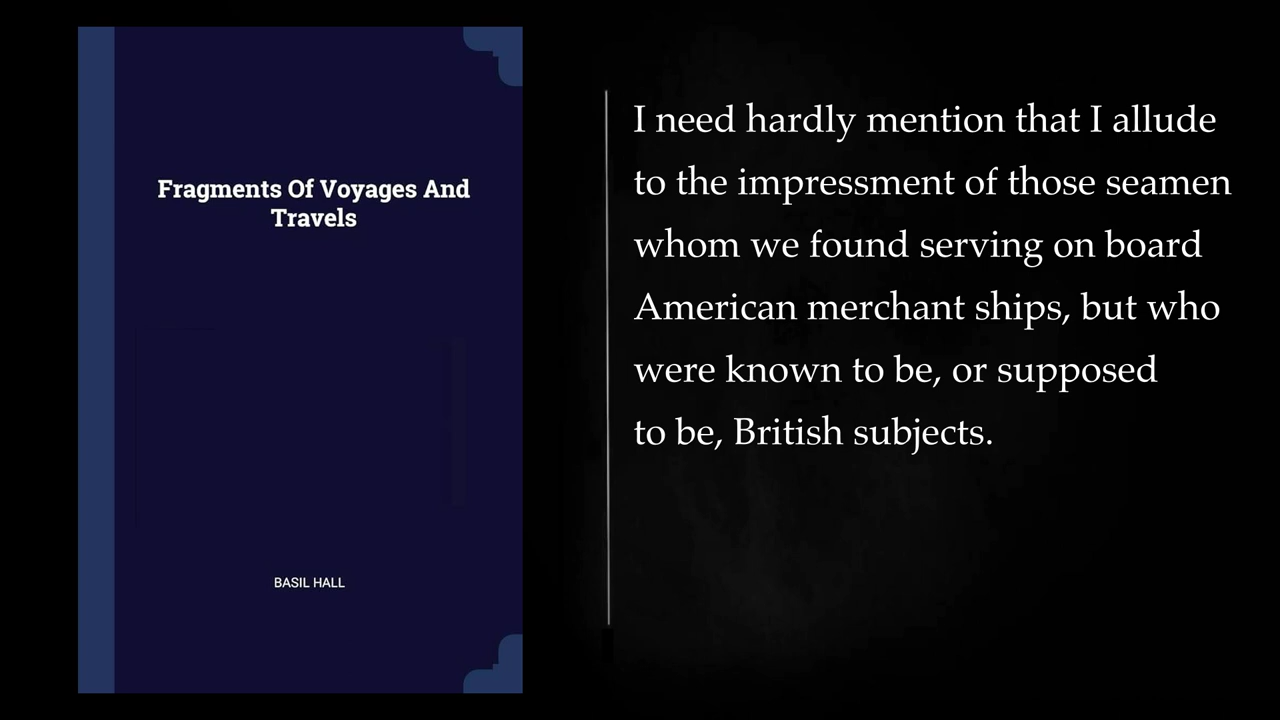 Fragments Of Voyages And
Travels
BASIL HALL
I need hardly mention that I allude
to the impressment of those seamen
whom we found serving on board
American merchant ships, but who
were known to be, or supposed
to be, British subjects.